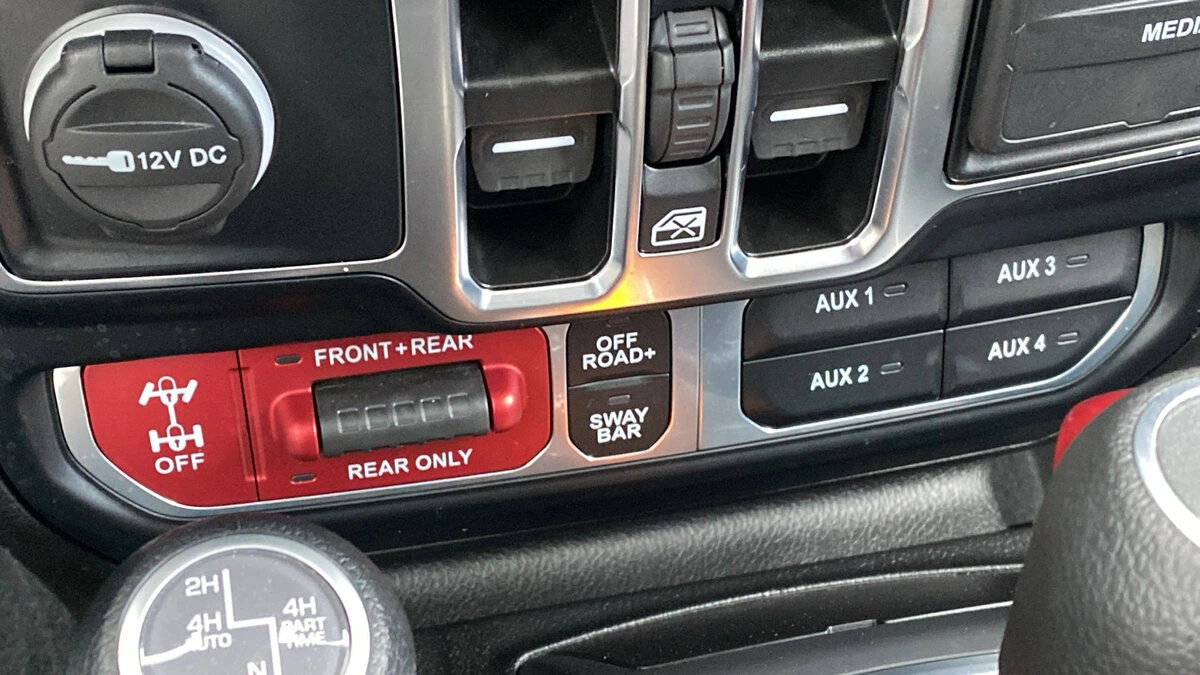 MEDI
12V DC
AUX 1
AUX 3
AUX 2
AUX 4
OFF
ROAD+
SWAY
BAR
FRONT+REAR
REAR ONLY
OFF
2H
4H
AUTO
4H
PART
TIME
N